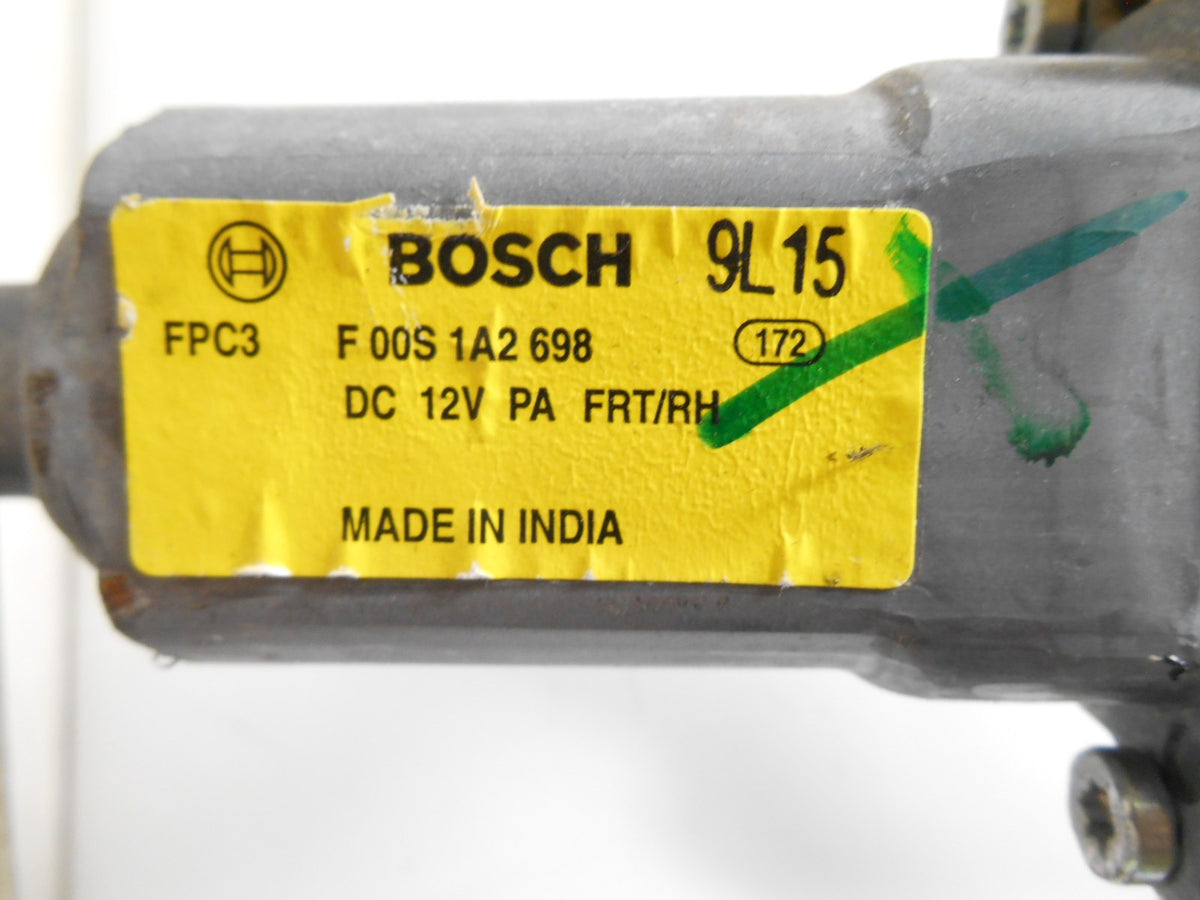 BOSCH 9L15
FPC3 F 00S 1A2 698 172
DC 12V PA FRT/RH
MADE IN INDIA